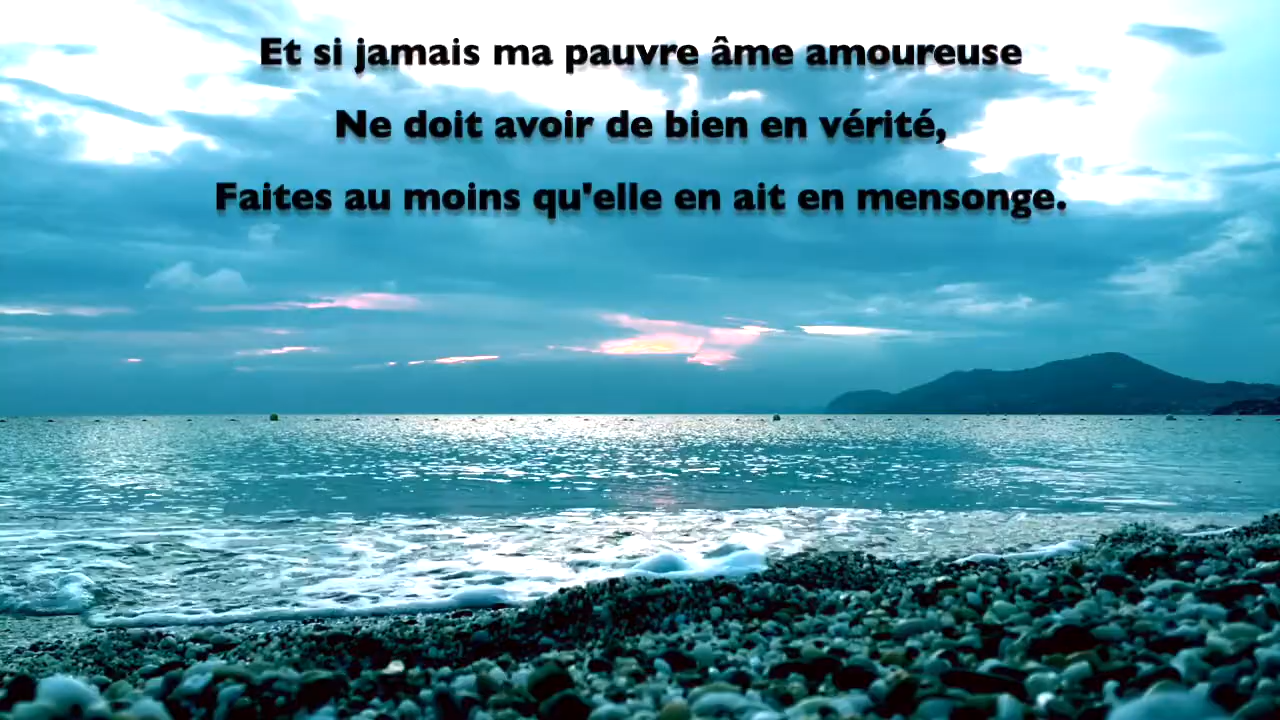 Et si jamais ma pauvre âme amoureuse
Ne doit avoir de bien en vérité,
Faites au moins qu'elle en ait en mensonge.